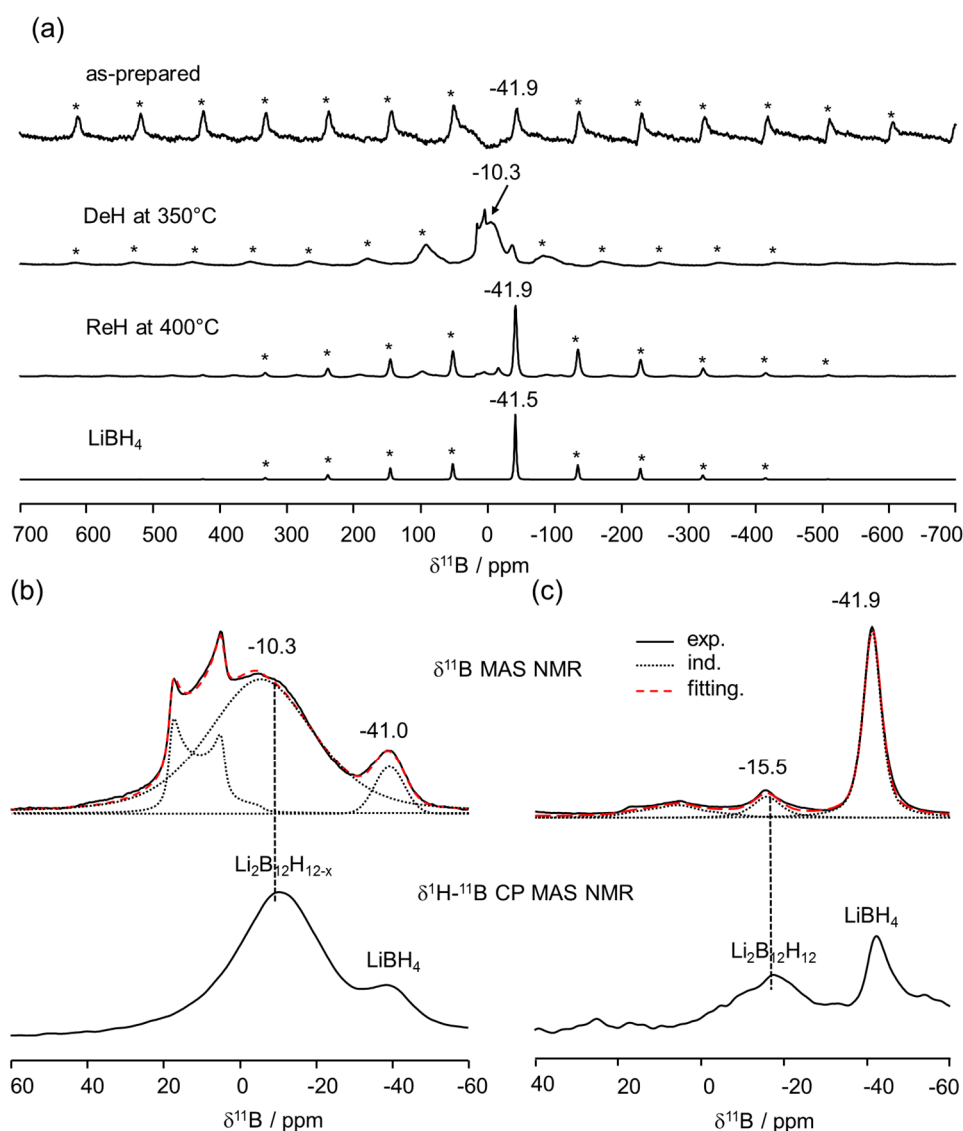 (a)
as-prepared
* * * * * * * -41.9 * * * * * * *
-10.3
DeH at 350°C
* * * * * * * * * * * * *
-41.9
ReH at 400°C
* * * * * * * * *
-41.5
LiBH₄
* * * * * * * *
700 600 500 400 300 200 100 0 -100 -200 -300 -400 -500 -600 -700
δ¹¹B / ppm
(b) (c)
-10.3
-41.0
δ¹¹B MAS NMR
exp.
ind.
fitting.
-41.9
-15.5
Li₂B₁₂H₁₂₋ₓ
LiBH₄
δ¹H-¹¹B CP MAS NMR
Li₂B₁₂H₁₂
LiBH₄
60 40 20 0 -20 -40 -60
δ¹¹B / ppm
40 20 0 -20 -40 -60
δ¹¹B / ppm